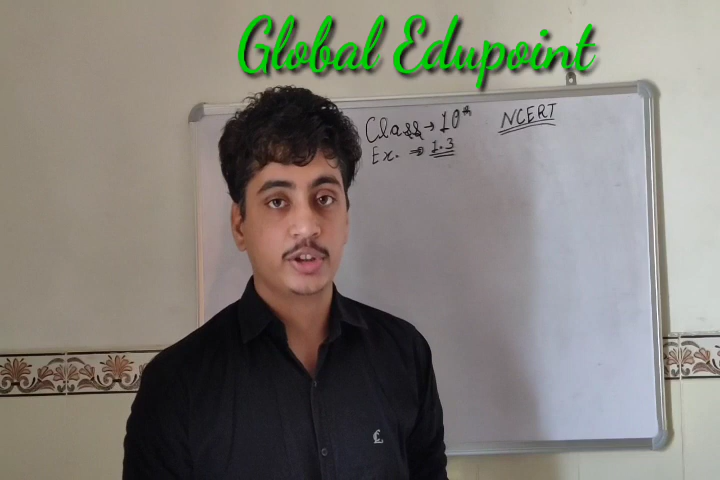 Global Edupoint
Class → 10th NCERT
Ex. ⇒ 1.3